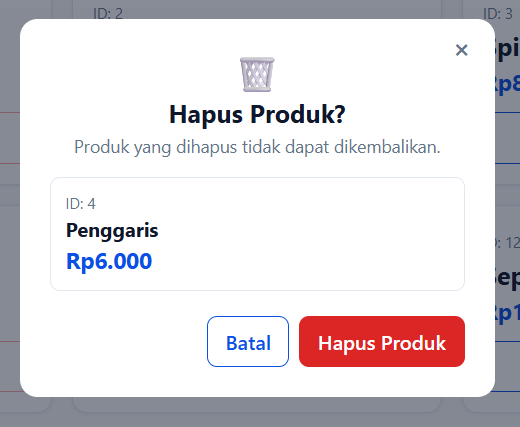 ID: 2
ID: 3
×
Hapus Produk?
Produk yang dihapus tidak dapat dikembalikan.
ID: 4
Penggaris
Rp6.000
Batal
Hapus Produk